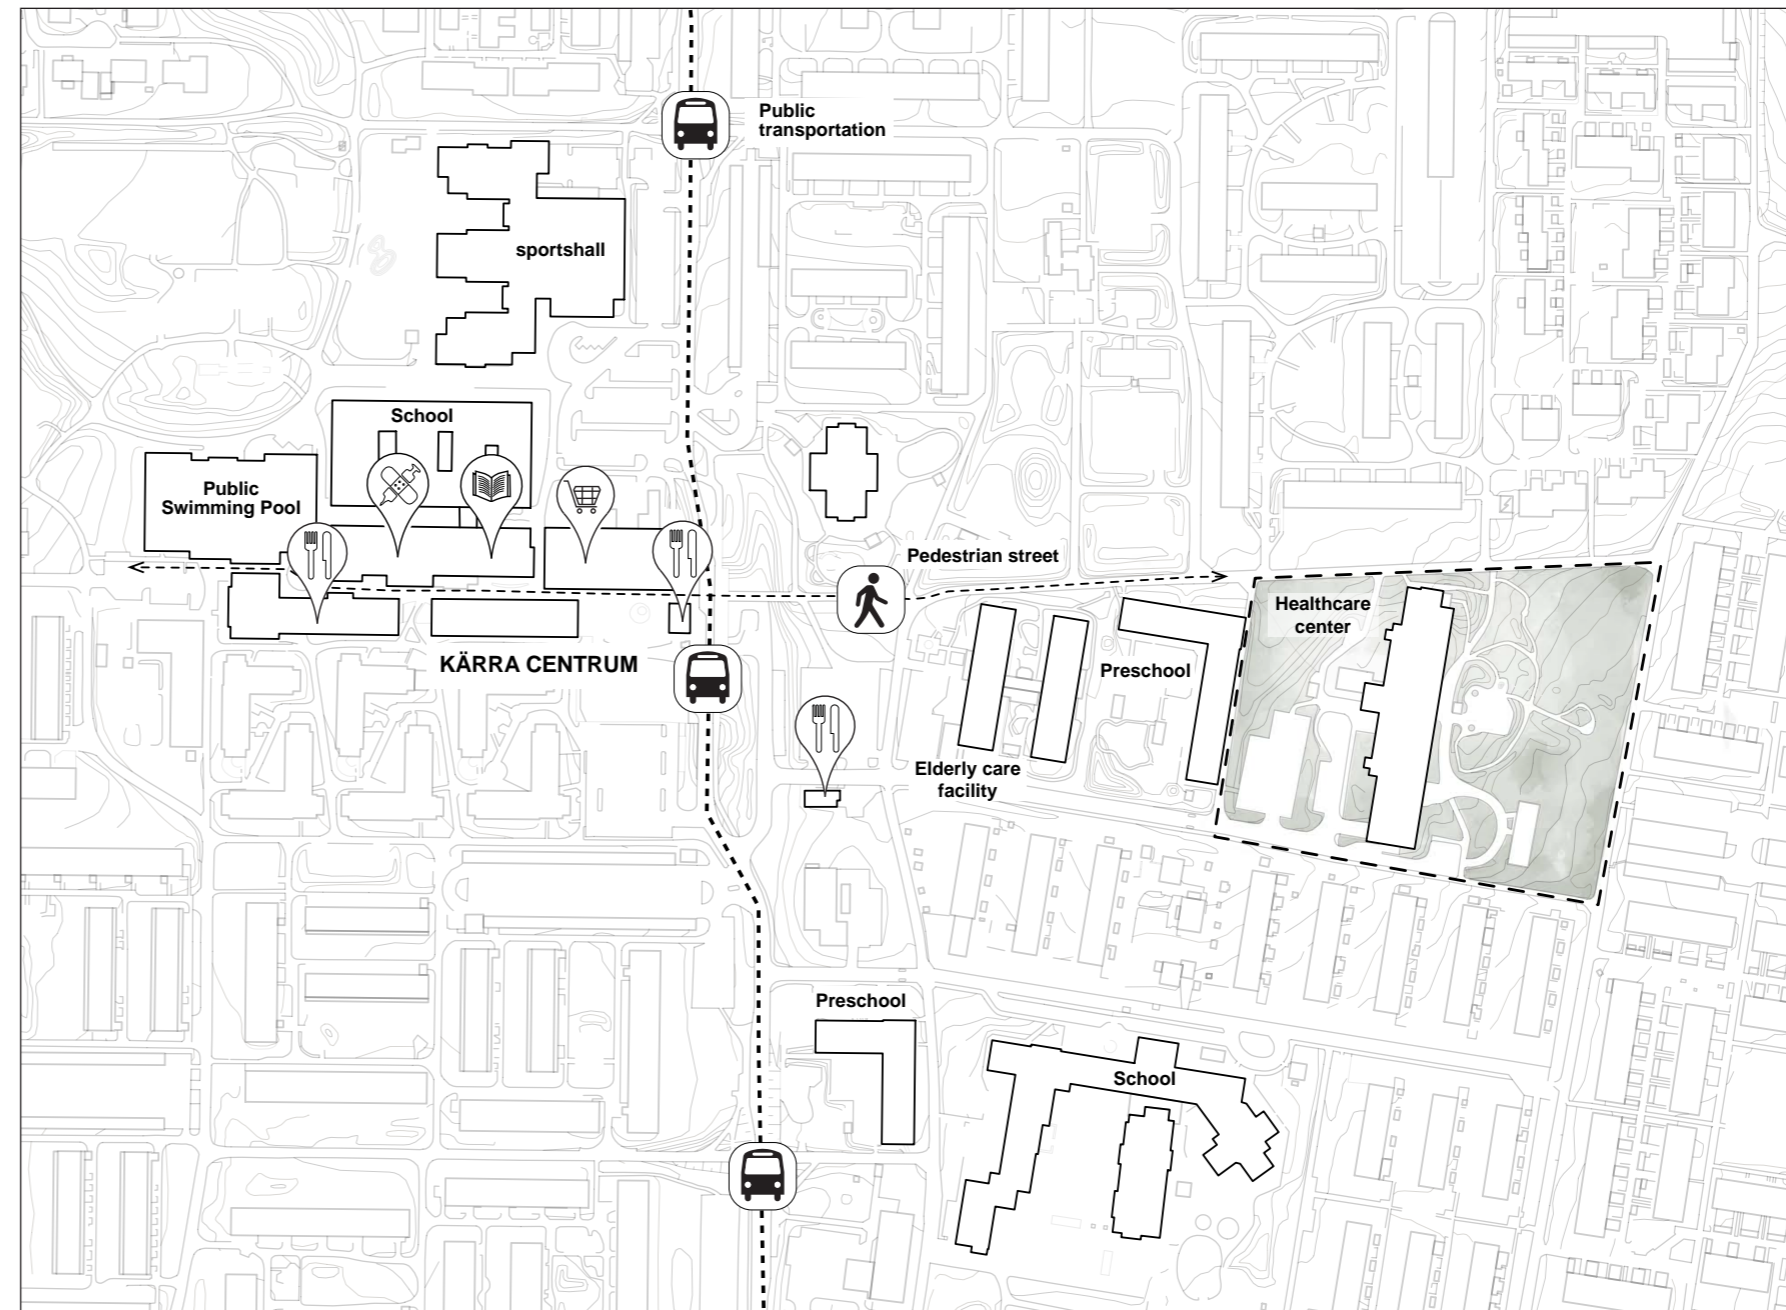 Public
transportation
sportshall
School
Public
Swimming Pool
Pedestrian street
Healthcare
center
KÄRRA CENTRUM
Preschool
Elderly care
facility
Preschool
School